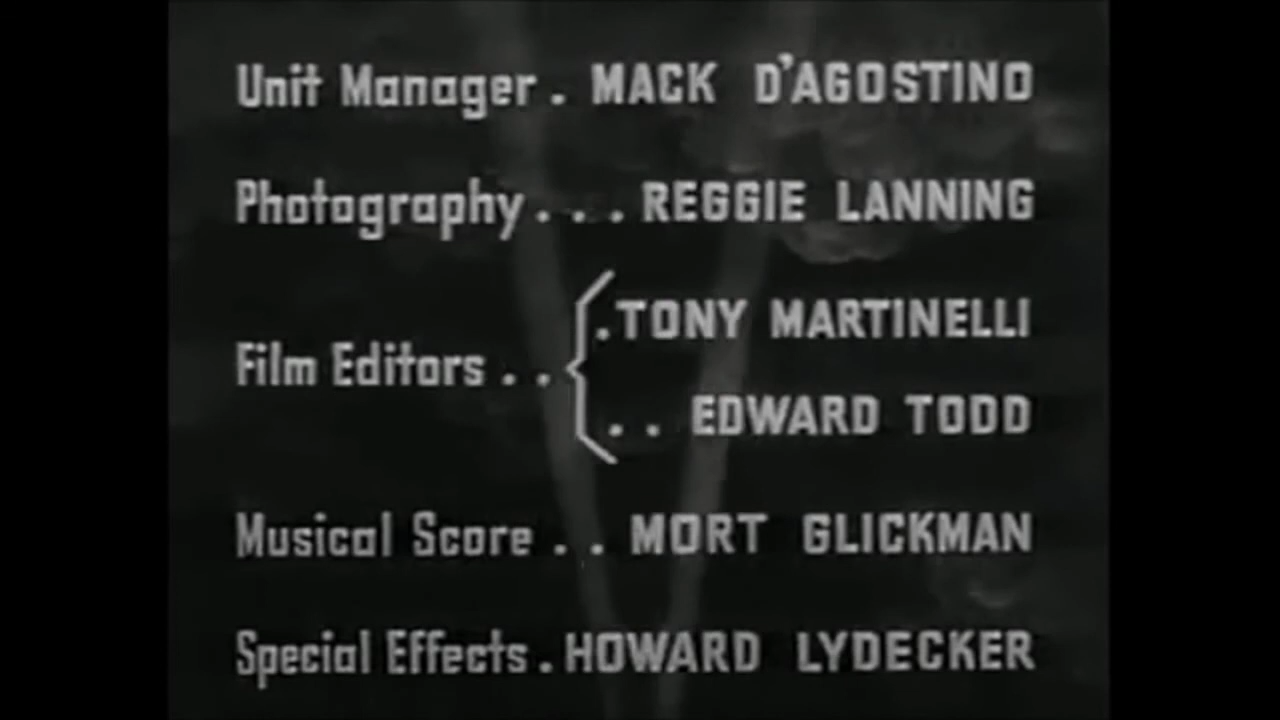 Unit Manager . MACK D'AGOSTINO
Photography . . . REGGIE LANNING
.TONY MARTINELLI
Film Editors . .
. . EDWARD TODD
Musical Score . . MORT GLICKMAN
Special Effects . HOWARD LYDECKER